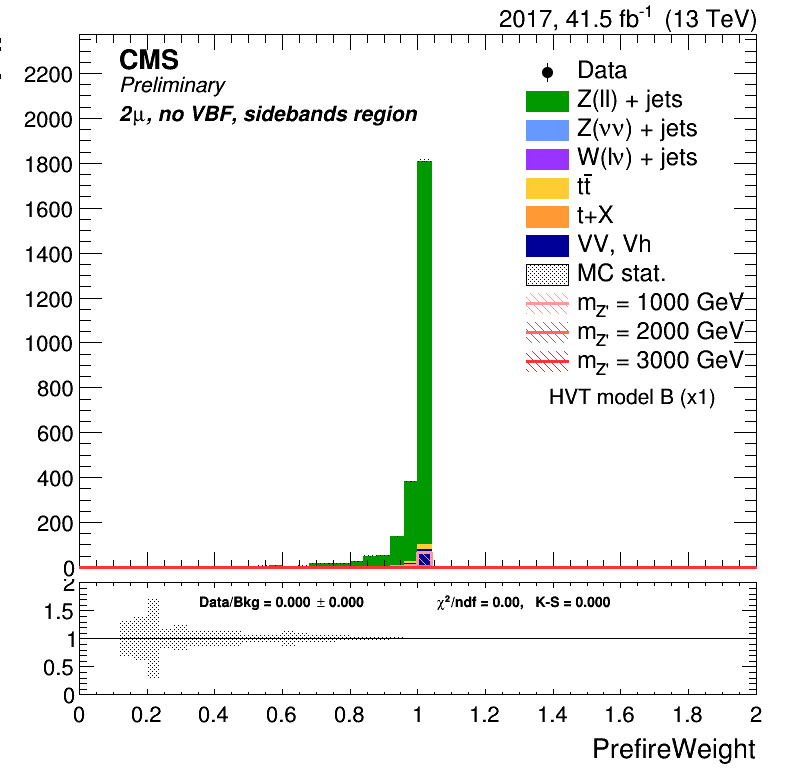 2017, 41.5 fb⁻¹ (13 TeV)
CMS
Preliminary
2μ, no VBF, sidebands region
Data
Z(ll) + jets
Z(νν) + jets
W(lν) + jets
tt̄
t+X
VV, Vh
MC stat.
m_Z' = 1000 GeV
m_Z' = 2000 GeV
m_Z' = 3000 GeV
HVT model B (x1)
2200
2000
1800
1600
1400
1200
1000
800
600
400
200
0
Data/Bkg = 0.000 ± 0.000 χ²/ndf = 0.00, K-S = 0.000
2
1.5
1
0.5
0
0 0.2 0.4 0.6 0.8 1 1.2 1.4 1.6 1.8 2
PrefireWeight